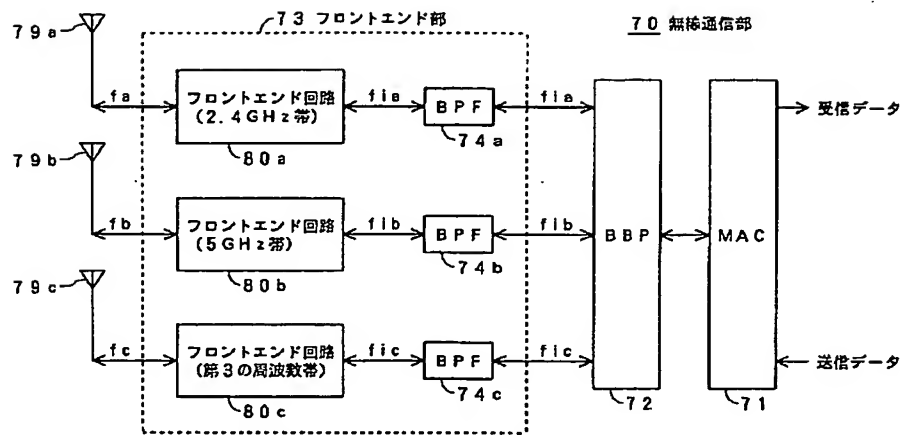 73 フロントエンド部
70 無線通信部
79a
fa
フロントエンド回路
(2.4GHz帯)
80a
fia
BPF
74a
fia
受信データ
79b
fb
フロントエンド回路
(5GHz帯)
80b
fib
BPF
74b
fib
BBP
MAC
79c
fc
フロントエンド回路
(第3の周波数帯)
80c
fic
BPF
74c
fic
72
71
送信データ